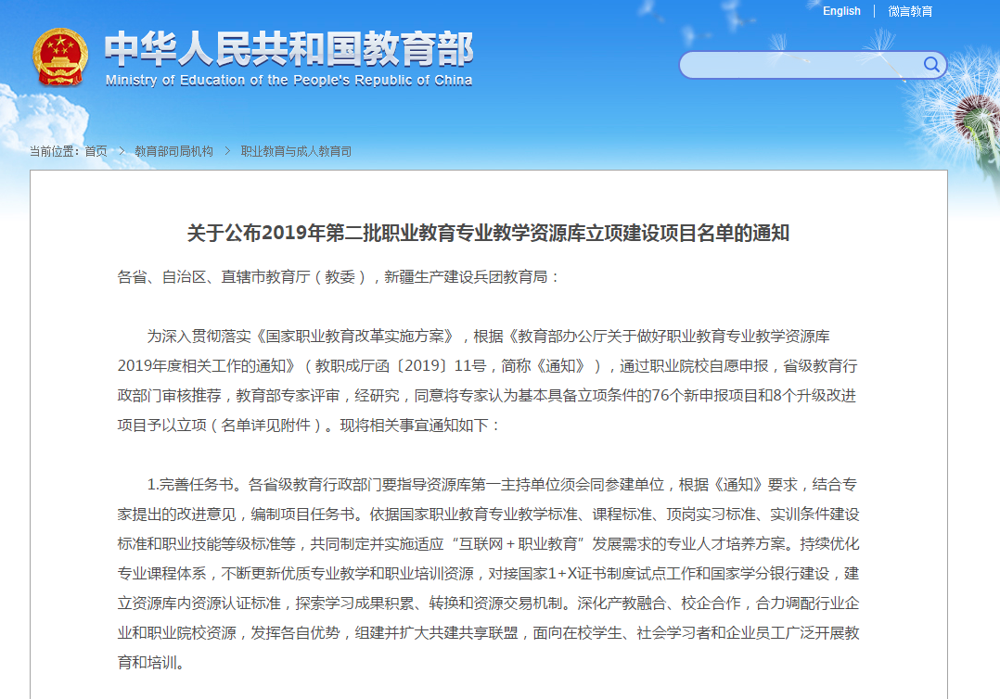 English | 微言教育
中华人民共和国教育部
Ministry of Education of the People's Republic of China
当前位置：首页 > 教育部司局机构 > 职业教育与成人教育司
关于公布2019年第二批职业教育专业教学资源库立项建设项目名单的通知
各省、自治区、直辖市教育厅（教委），新疆生产建设兵团教育局：
为深入贯彻落实《国家职业教育改革实施方案》，根据《教育部办公厅关于做好职业教育专业教学资源库
2019年度相关工作的通知》（教职成厅函〔2019〕11号，简称《通知》），通过职业院校自愿申报，省级教育行
政部门审核推荐，教育部专家评审，经研究，同意将专家认为基本具备立项条件的76个新申报项目和8个升级改进
项目予以立项（名单详见附件）。现将相关事宜通知如下：
1.完善任务书。各省级教育行政部门要指导资源库第一主持单位须会同参建单位，根据《通知》要求，结合专
家提出的改进意见，编制项目任务书。依据国家职业教育专业教学标准、课程标准、顶岗实习标准、实训条件建设
标准和职业技能等级标准等，共同制定并实施适应“互联网＋职业教育”发展需求的专业人才培养方案。持续优化
专业课程体系，不断更新优质专业教学和职业培训资源，对接国家1+X证书制度试点工作和国家学分银行建设，建
立资源库内资源认证标准，探索学习成果积累、转换和资源交易机制。深化产教融合、校企合作，合力调配行业企
业和职业院校资源，发挥各自优势，组建并扩大共建共享联盟，面向在校学生、社会学习者和企业员工广泛开展教
育和培训。